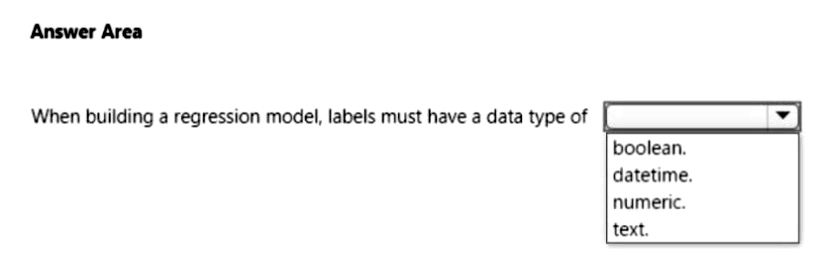 Answer Area
When building a regression model, labels must have a data type of
boolean.
datetime.
numeric.
text.